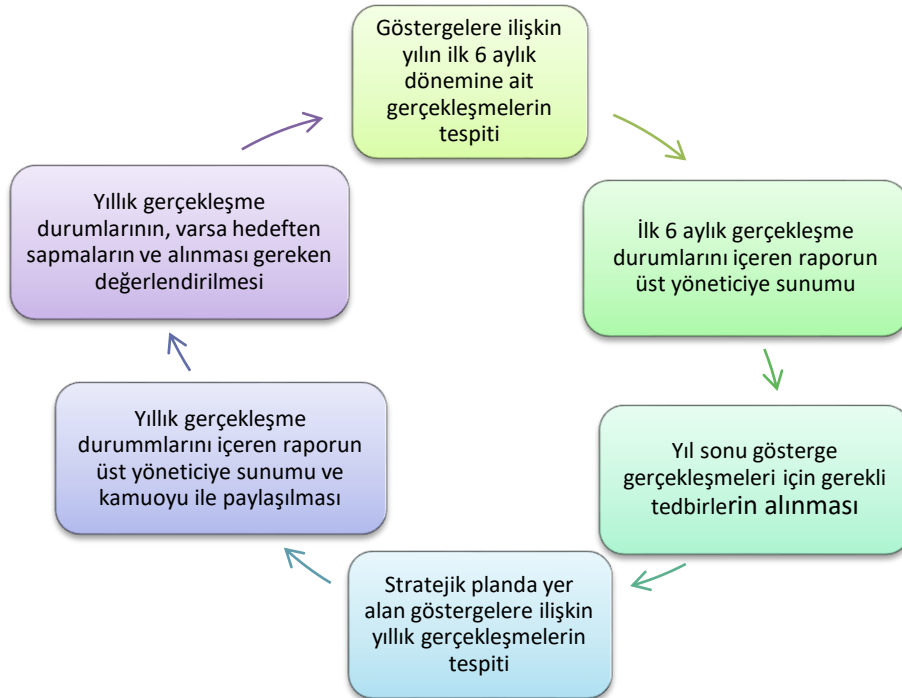 Göstergelere ilişkin
yılın ilk 6 aylık
dönemine ait
gerçekleşmelerin
tespiti
İlk 6 aylık gerçekleşme
durumlarını içeren raporun
üst yöneticiye sunumu
Yıl sonu gösterge
gerçekleşmeleri için gerekli
tedbirlerin alınması
Stratejik planda yer
alan göstergelere ilişkin
yıllık gerçekleşmelerin
tespiti
Yıllık gerçekleşme
durummlarını içeren raporun
üst yöneticiye sunumu ve
kamuoyu ile paylaşılması
Yıllık gerçekleşme
durumlarının, varsa hedeften
sapmaların ve alınması gereken
değerlendirilmesi